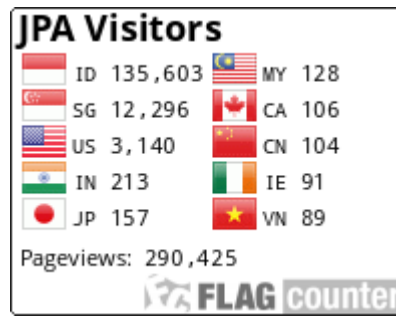 JPA Visitors
ID 135,603 MY 128
SG 12,296 CA 106
US 3,140 CN 104
IN 213 IE 91
JP 157 VN 89
Pageviews: 290,425
FC FLAG counter